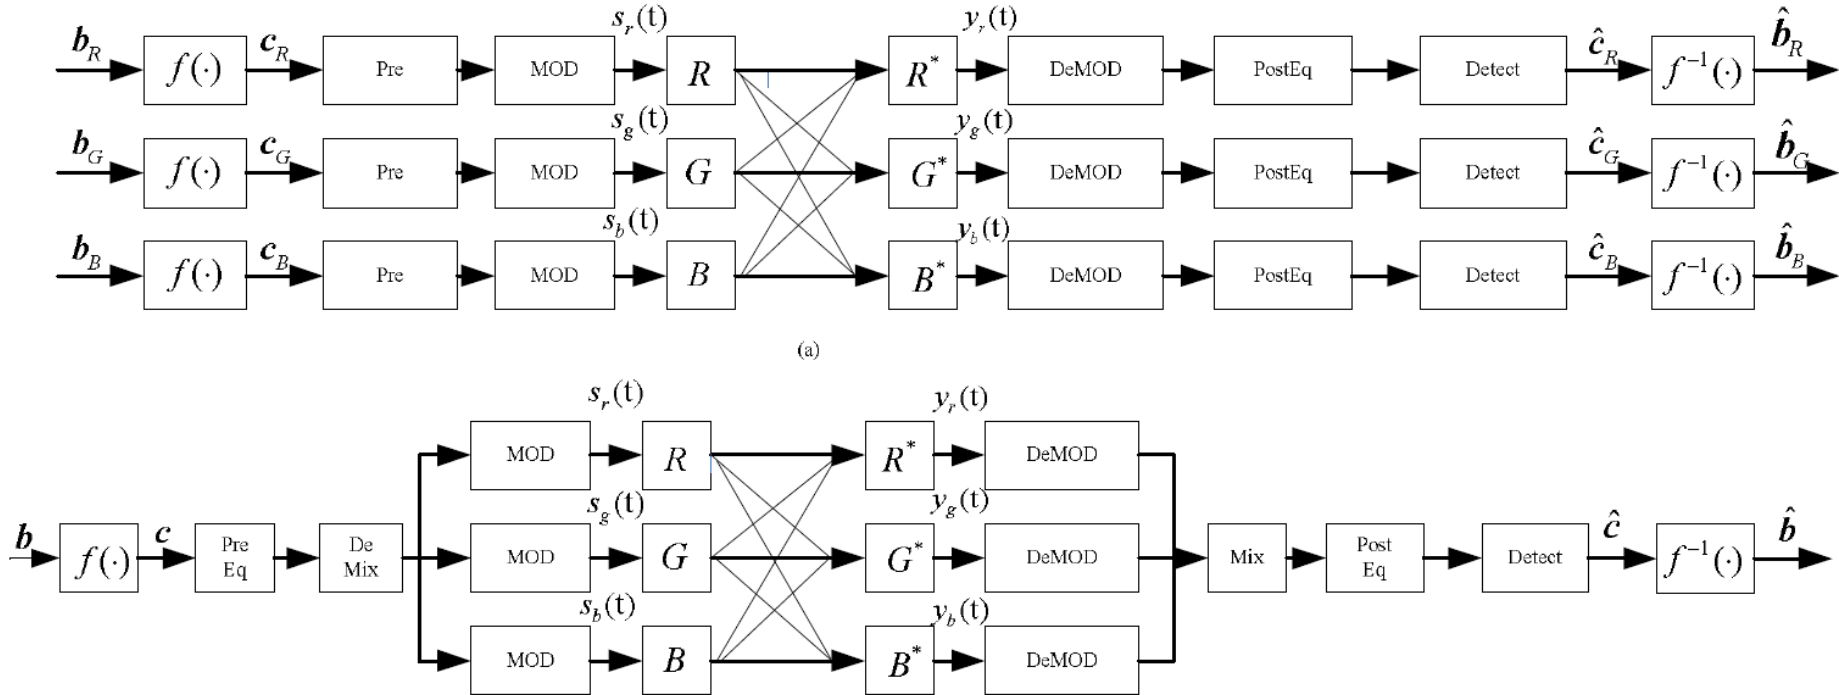 b_R f(·) c_R Pre MOD s_r(t) R R* y_r(t) DeMOD PostEq Detect ĉ_R f⁻¹(·) b̂_R
b_G f(·) c_G Pre MOD s_g(t) G G* y_g(t) DeMOD PostEq Detect ĉ_G f⁻¹(·) b̂_G
b_B f(·) c_B Pre MOD s_b(t) B B* y_b(t) DeMOD PostEq Detect ĉ_B f⁻¹(·) b̂_B
(a)
MOD s_r(t) R R* y_r(t) DeMOD
b f(·) c Pre Eq De Mix MOD s_g(t) G G* y_g(t) DeMOD Mix Post Eq Detect ĉ f⁻¹(·) b̂
MOD s_b(t) B B* y_b(t) DeMOD